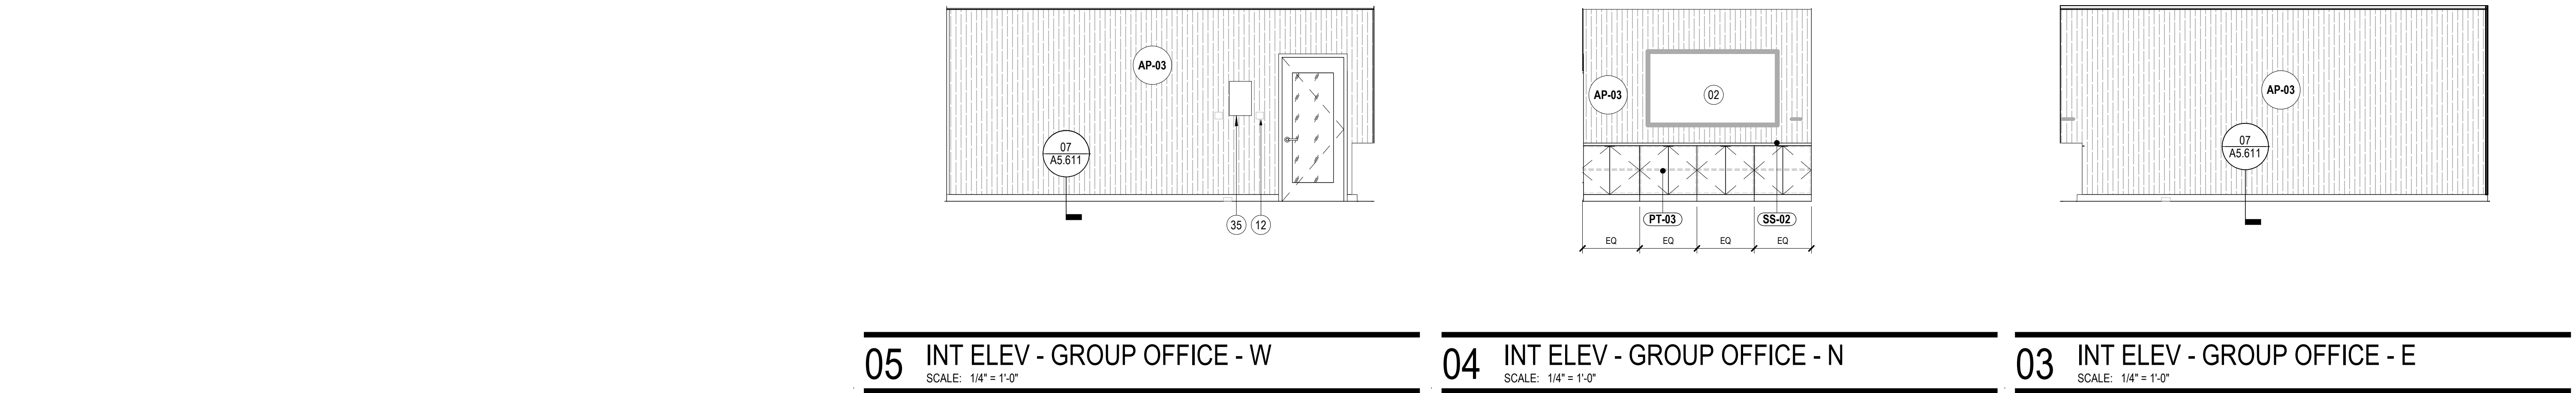 AP-03
07
A5.611
35
12
05
INT ELEV - GROUP OFFICE - W
SCALE: 1/4" = 1'-0"
AP-03
02
PT-03
SS-02
EQ
EQ
EQ
EQ
04
INT ELEV - GROUP OFFICE - N
SCALE: 1/4" = 1'-0"
AP-03
07
A5.611
03
INT ELEV - GROUP OFFICE - E
SCALE: 1/4" = 1'-0"